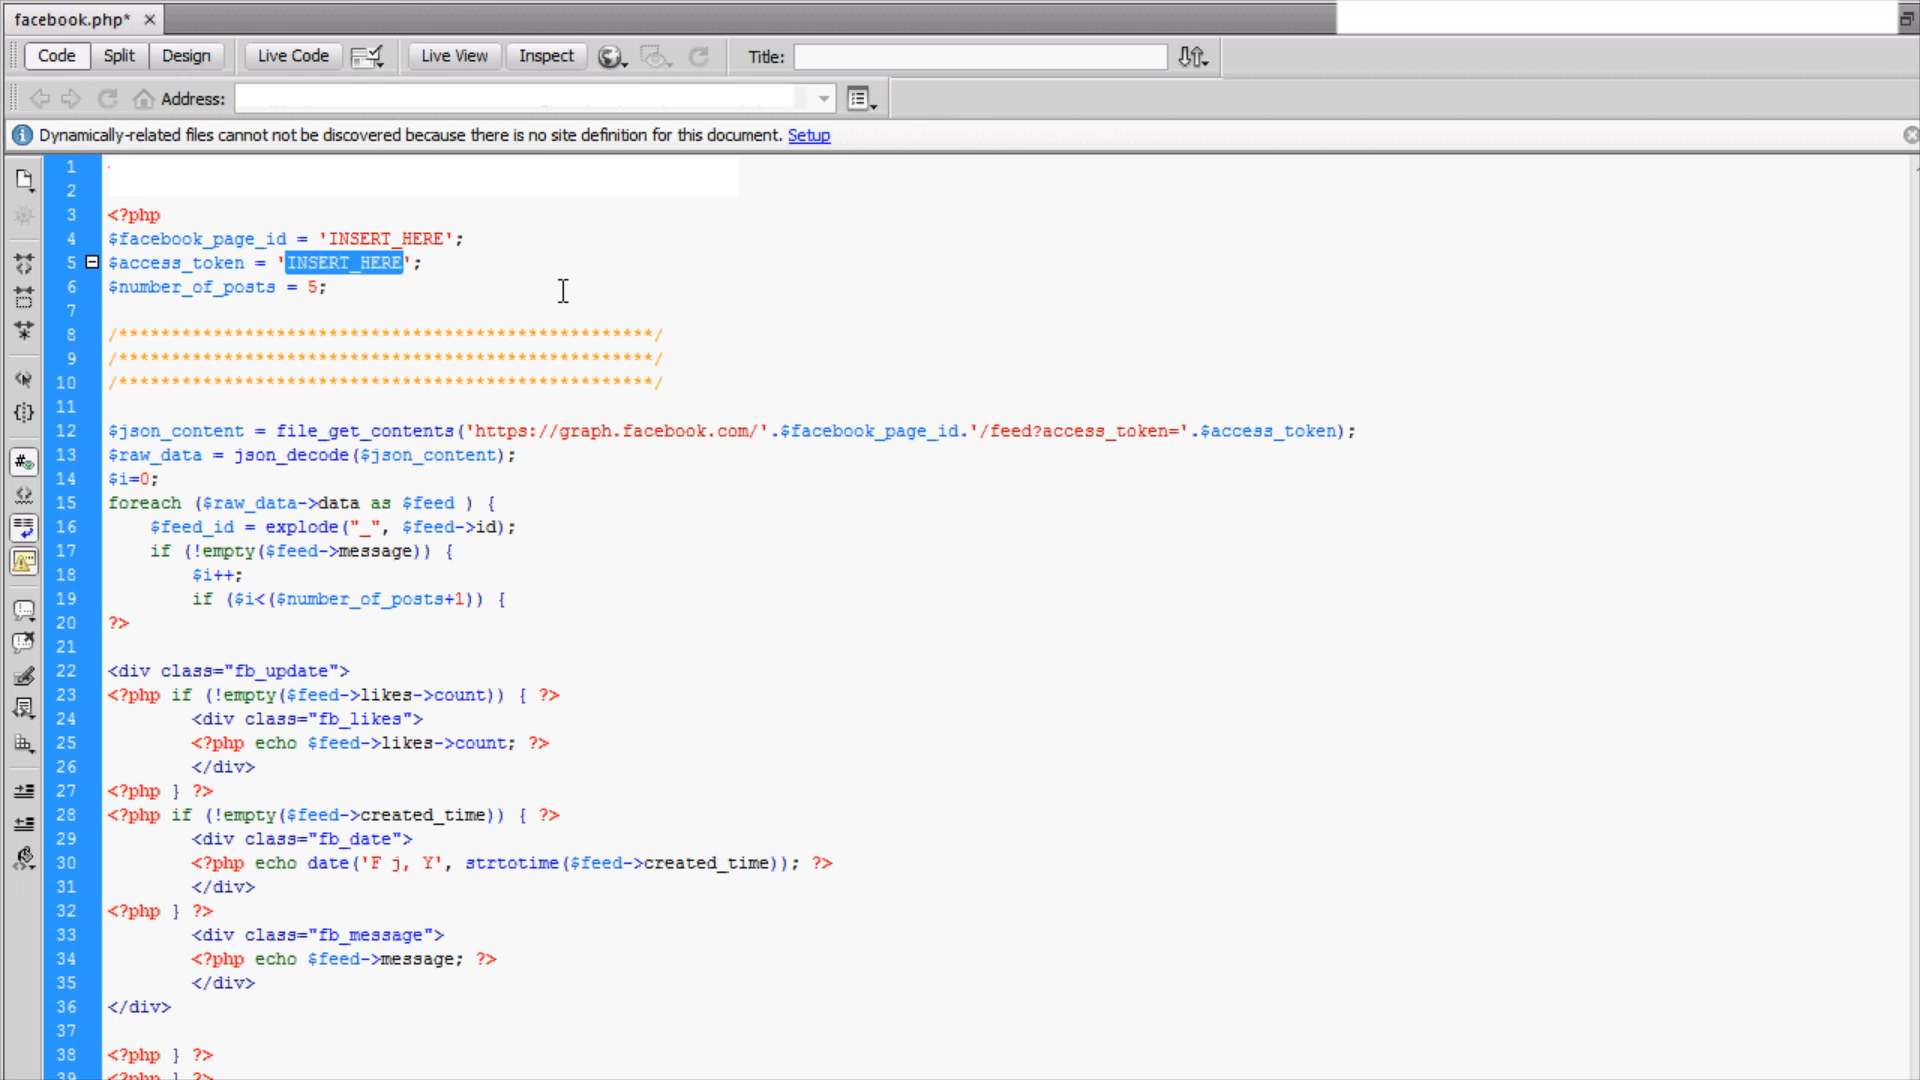 facebook.php* ×
Code Split Design Live Code Live View Inspect Title:
Address:
Dynamically-related files cannot not be discovered because there is no site definition for this document. Setup
1
2
3 <?php
4 $facebook_page_id = 'INSERT_HERE';
5 $access_token = 'INSERT_HERE';
6 $number_of_posts = 5;
7
8 /***************************************************/
9 /***************************************************/
10 /***************************************************/
11
12 $json_content = file_get_contents('https://graph.facebook.com/'.$facebook_page_id.'/feed?access_token='.$access_token);
13 $raw_data = json_decode($json_content);
14 $i=0;
15 foreach ($raw_data->data as $feed ) {
16     $feed_id = explode("_", $feed->id);
17     if (!empty($feed->message)) {
18         $i++;
19         if ($i<($number_of_posts+1)) {
20 ?>
21
22 <div class="fb_update">
23 <?php if (!empty($feed->likes->count)) { ?>
24         <div class="fb_likes">
25         <?php echo $feed->likes->count; ?>
26         </div>
27 <?php } ?>
28 <?php if (!empty($feed->created_time)) { ?>
29         <div class="fb_date">
30         <?php echo date('F j, Y', strtotime($feed->created_time)); ?>
31         </div>
32 <?php } ?>
33         <div class="fb_message">
34         <?php echo $feed->message; ?>
35         </div>
36 </div>
37
38 <?php } ?>
39 <?php } ?>